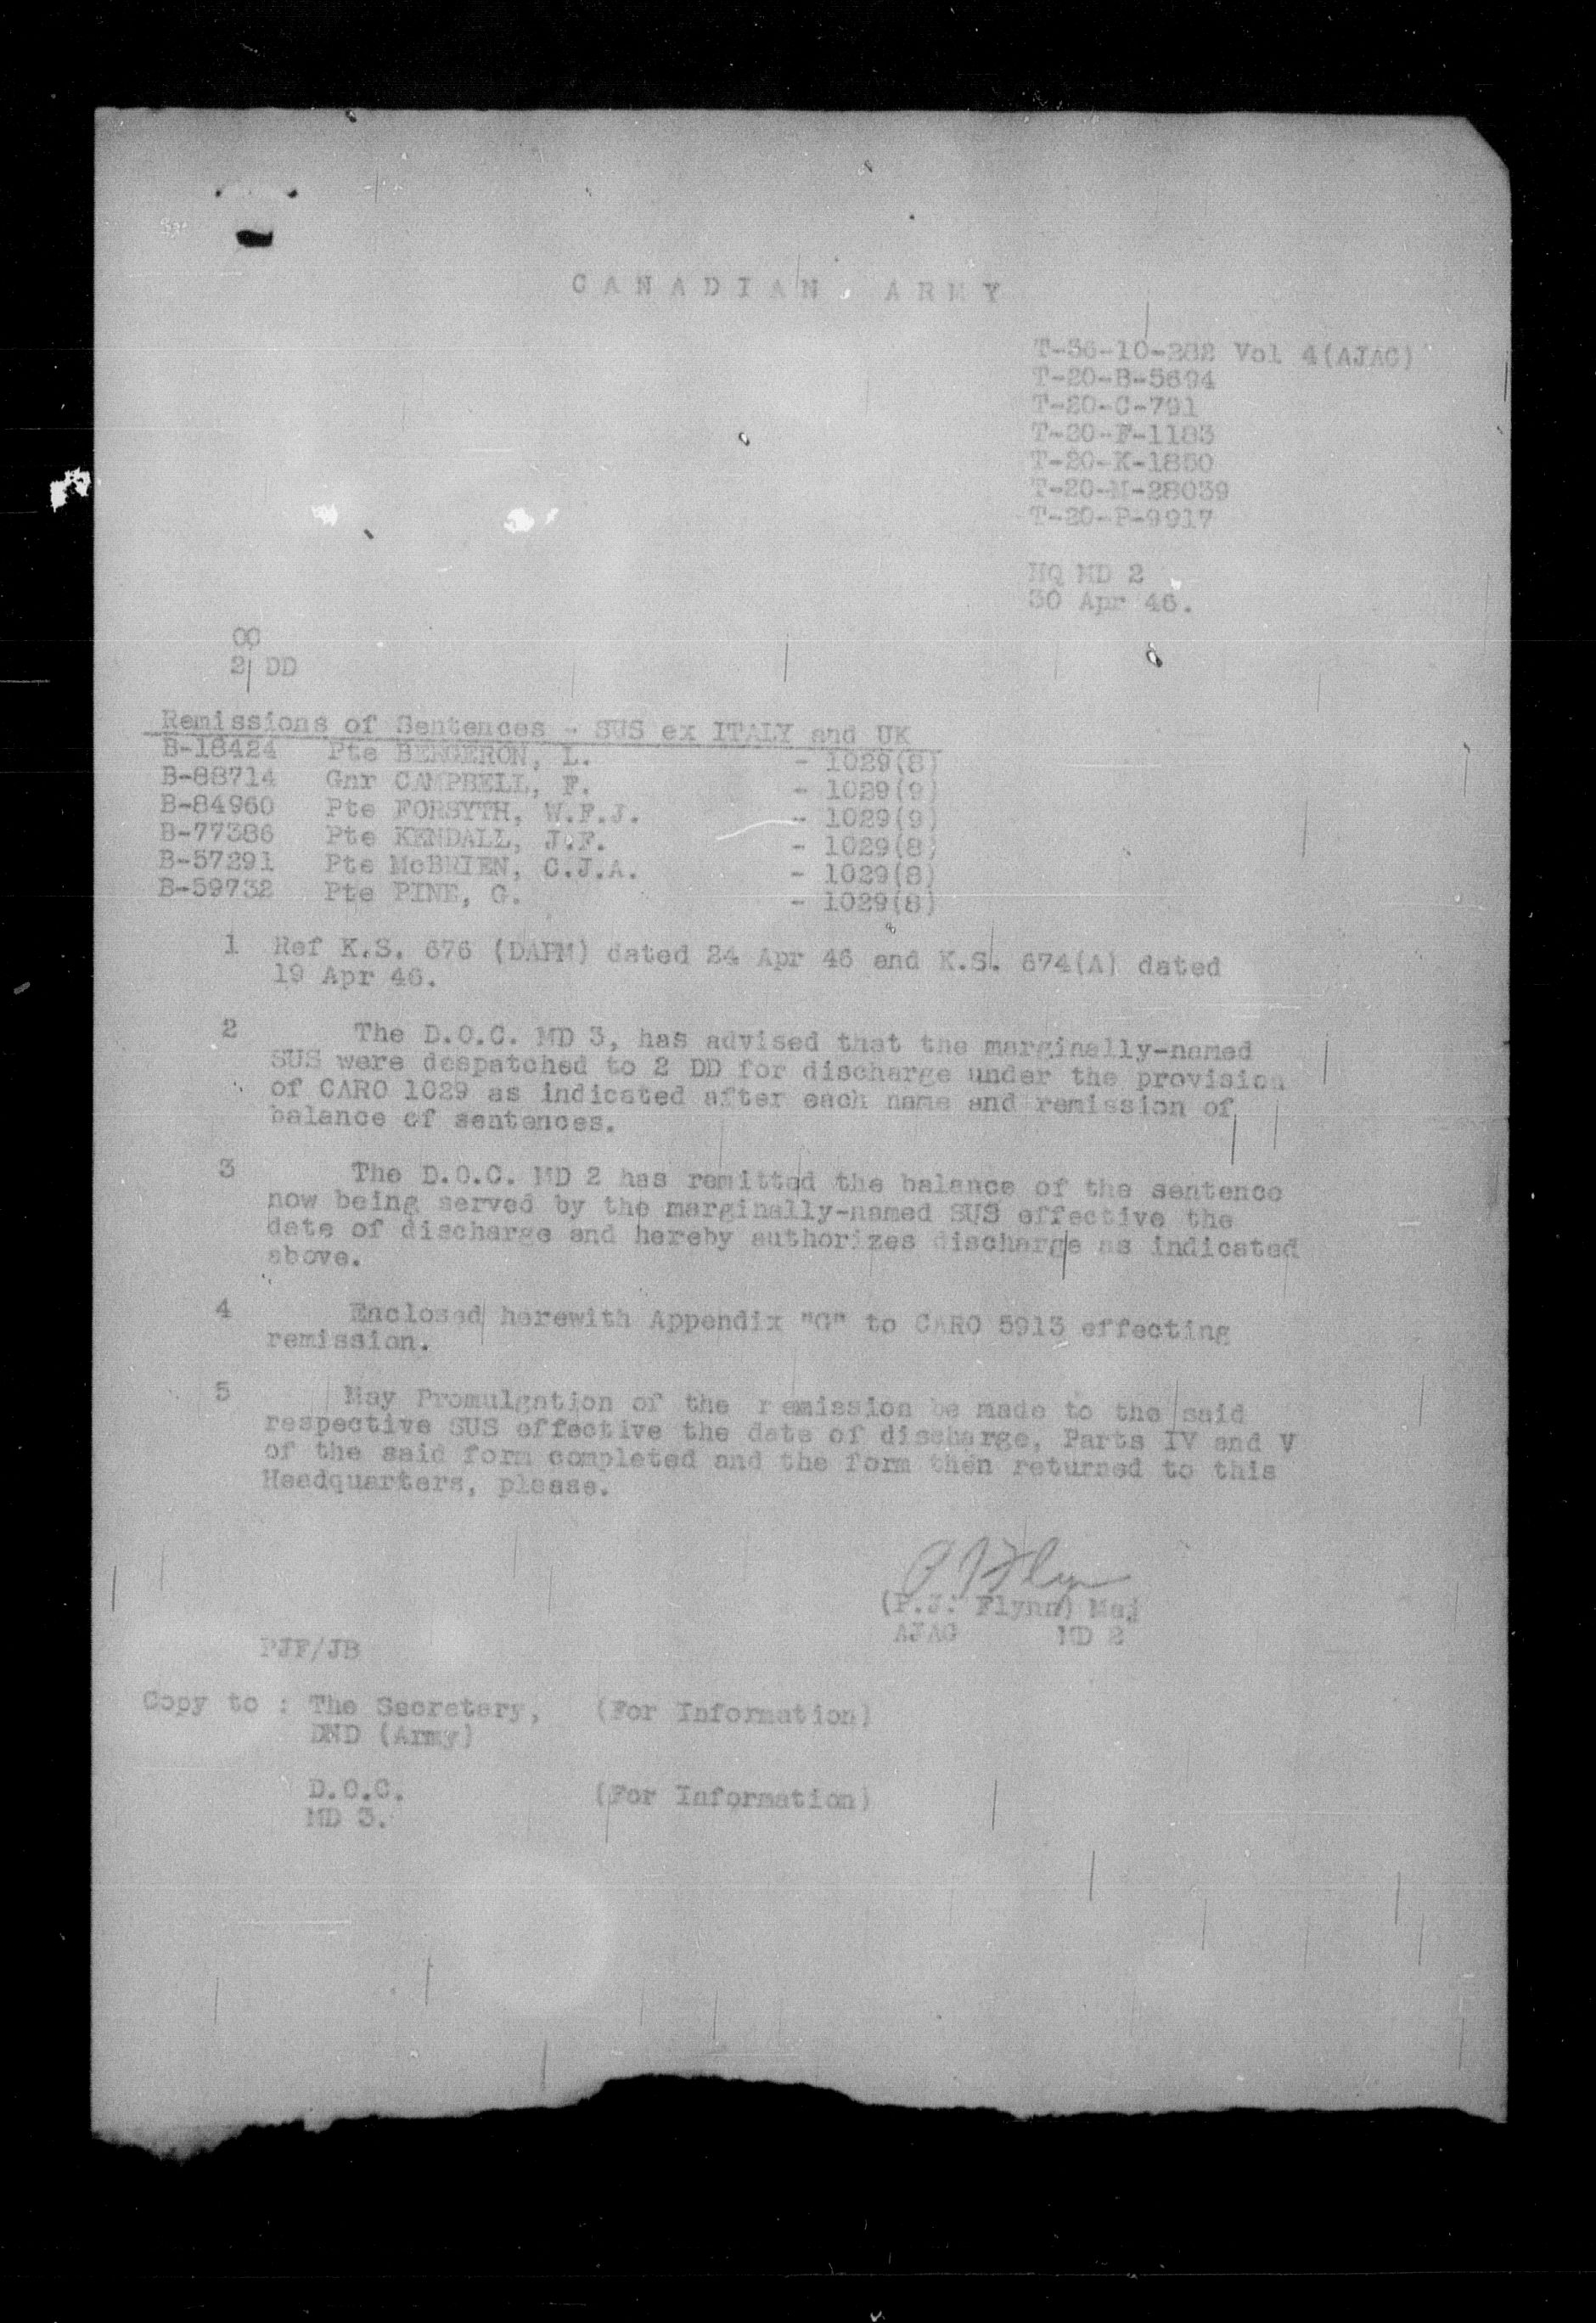 CANADIAN ARMY
T-56-10-282 Vol 4(AJAG)
T-20-B-5694
T-20-C-791
T-20-F-1183
T-20-K-1850
T-20-M-28039
T-20-P-9917
HQ MD 2
30 Apr 46.
OC
2 DD
Remissions of Sentences - SUS ex ITALY and UK
B-18424 Pte BERGERON, L. - 1029(8)
B-88714 Gnr CAMPBELL, F. - 1029(9)
B-84960 Pte FORSYTH, W.F.J. - 1029(9)
B-77386 Pte KENDALL, J.F. - 1029(8)
B-57291 Pte McBRIEN, C.J.A. - 1029(8)
B-59732 Pte PINE, G. - 1029(8)
1 Ref K.S. 676 (DAPM) dated 24 Apr 46 and K.S. 674(A) dated
19 Apr 46.
2 The D.O.C. MD 3, has advised that the marginally-named
SUS were despatched to 2 DD for discharge under the provision
of CARO 1029 as indicated after each name and remission of
balance of sentences.
3 The D.O.C. MD 2 has remitted the balance of the sentence
now being served by the marginally-named SUS effective the
date of discharge and hereby authorizes discharge as indicated
above.
4 Enclosed herewith Appendix "G" to CARO 5913 effecting
remission.
5 May Promulgation of the remission be made to the said
respective SUS effective the date of discharge, Parts IV and V
of the said form completed and the form then returned to this
Headquarters, please.
P J Flynn
(P.J. Flynn) Maj
AJAG MD 2
PJF/JB
Copy to : The Secretary, (For Information)
DND (Army)
D.O.C. (For Information)
MD 3.